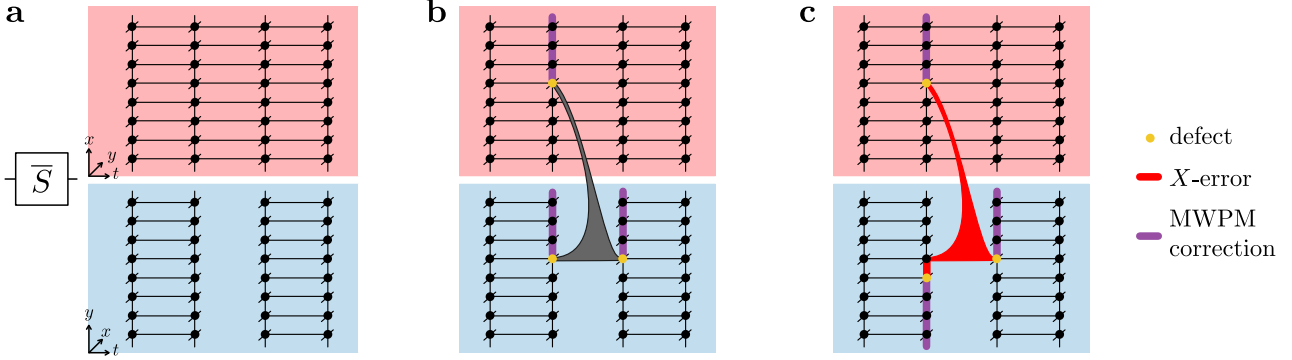 a
b
c
S̅
x
y
t
y
x
t
defect
X-error
MWPM
correction